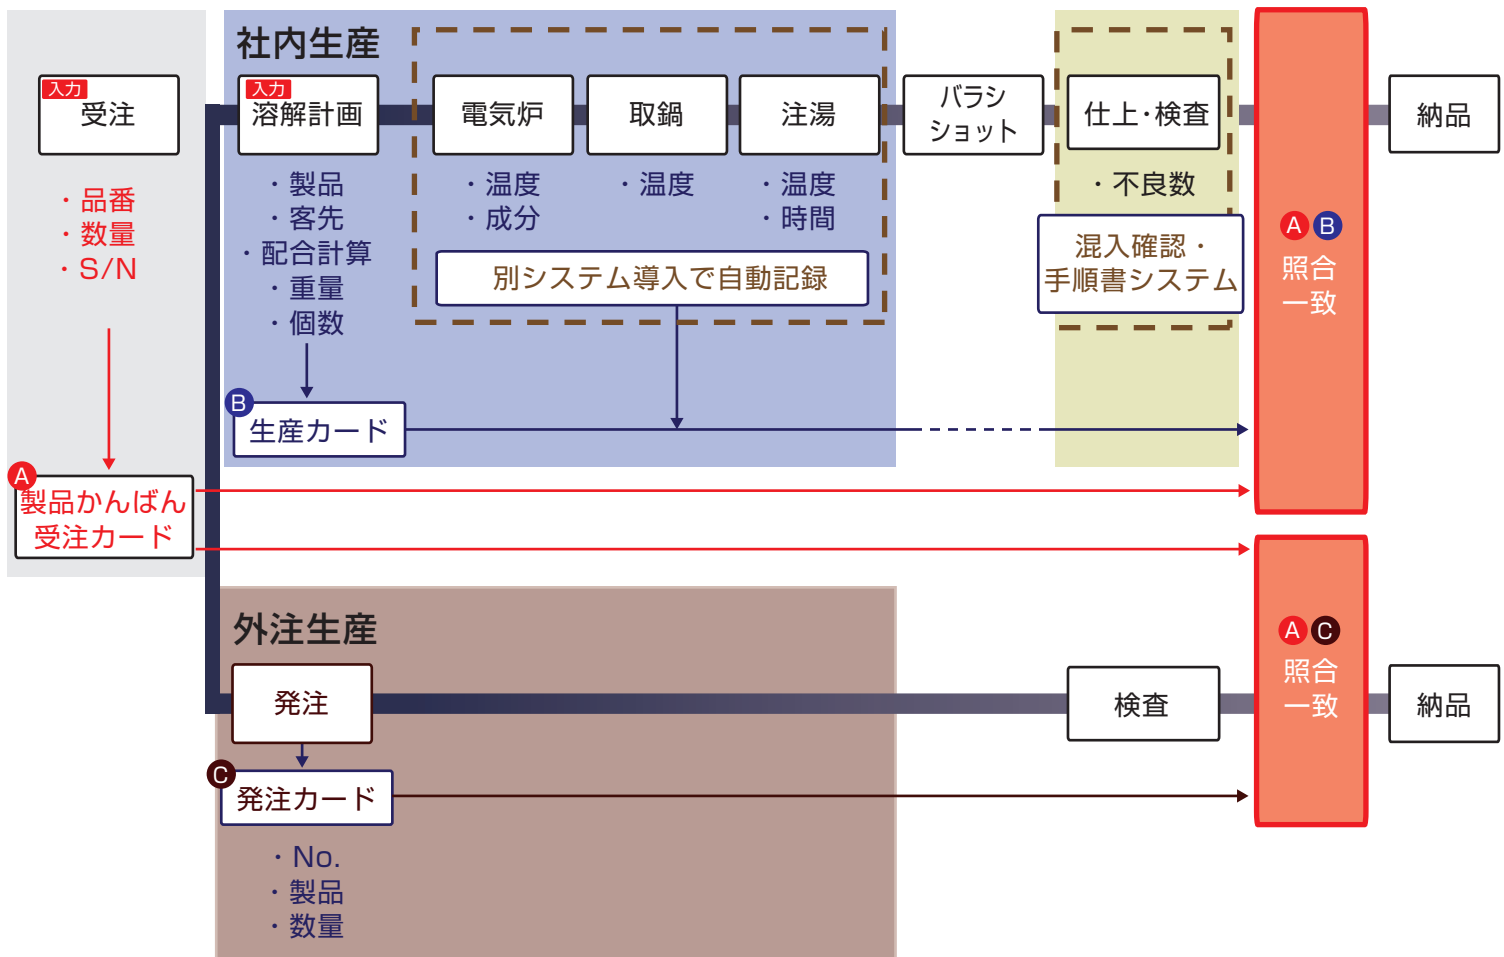 入力
受注
・品番
・数量
・S/N
A
製品かんばん
受注カード
社内生産
入力
溶解計画
・製品
・客先
・配合計算
・重量
・個数
B
生産カード
電気炉
・温度
・成分
取鍋
・温度
注湯
・温度
・時間
別システム導入で自動記録
バラシ
ショット
仕上・検査
・不良数
混入確認・
手順書システム
A B
照合
一致
納品
外注生産
発注
C
発注カード
・No.
・製品
・数量
検査
A C
照合
一致
納品